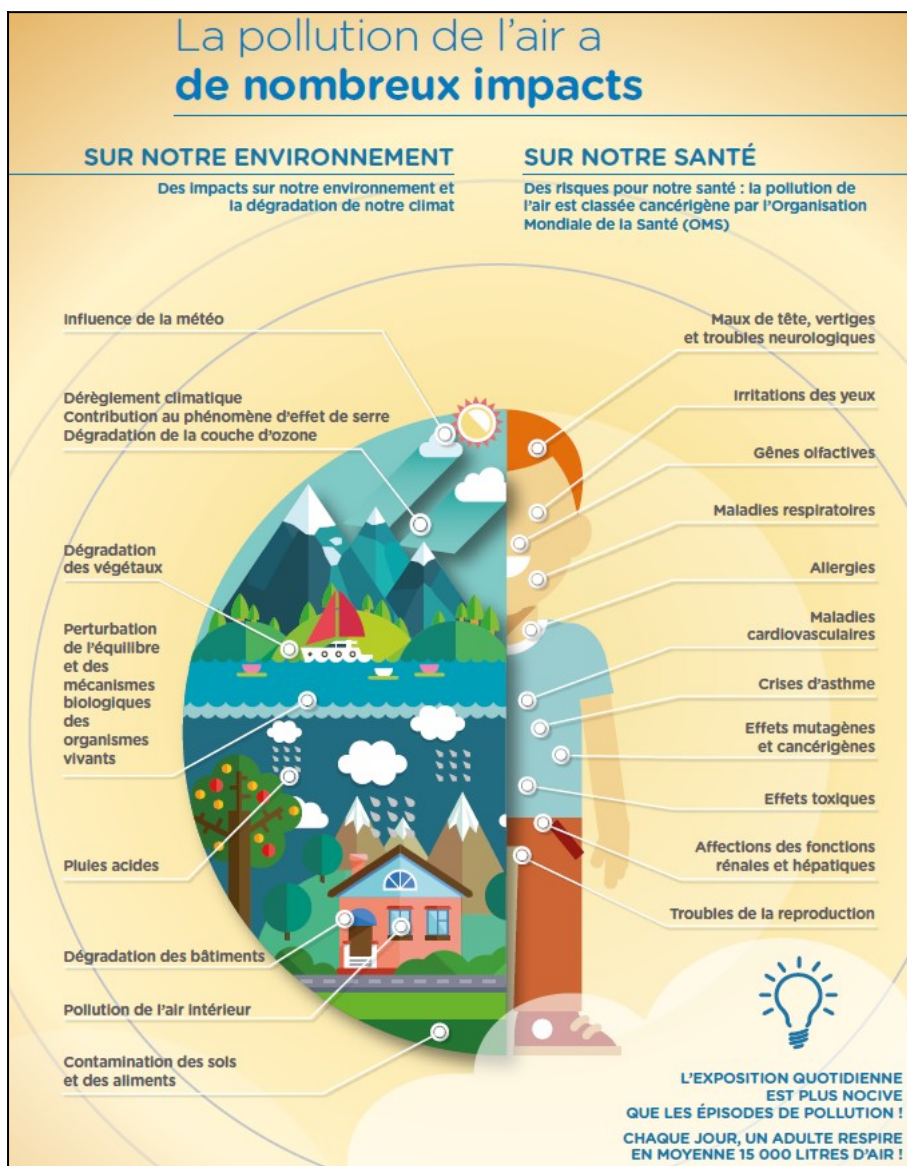 La pollution de l'air a
de nombreux impacts
SUR NOTRE ENVIRONNEMENT
Des impacts sur notre environnement et
la dégradation de notre climat
Influence de la météo
Dérèglement climatique
Contribution au phénomène d'effet de serre
Dégradation de la couche d'ozone
Dégradation
des végétaux
Perturbation
de l'équilibre
et des
mécanismes
biologiques
des
organismes
vivants
Pluies acides
Dégradation des bâtiments
Pollution de l'air intérieur
Contamination des sols
et des aliments
SUR NOTRE SANTÉ
Des risques pour notre santé : la pollution de
l'air est classée cancérigène par l'Organisation
Mondiale de la Santé (OMS)
Maux de tête, vertiges
et troubles neurologiques
Irritations des yeux
Gênes olfactives
Maladies respiratoires
Allergies
Maladies
cardiovasculaires
Crises d'asthme
Effets mutagènes
et cancérigènes
Effets toxiques
Affections des fonctions
rénales et hépatiques
Troubles de la reproduction
L'EXPOSITION QUOTIDIENNE
EST PLUS NOCIVE
QUE LES ÉPISODES DE POLLUTION !
CHAQUE JOUR, UN ADULTE RESPIRE
EN MOYENNE 15 000 LITRES D'AIR !